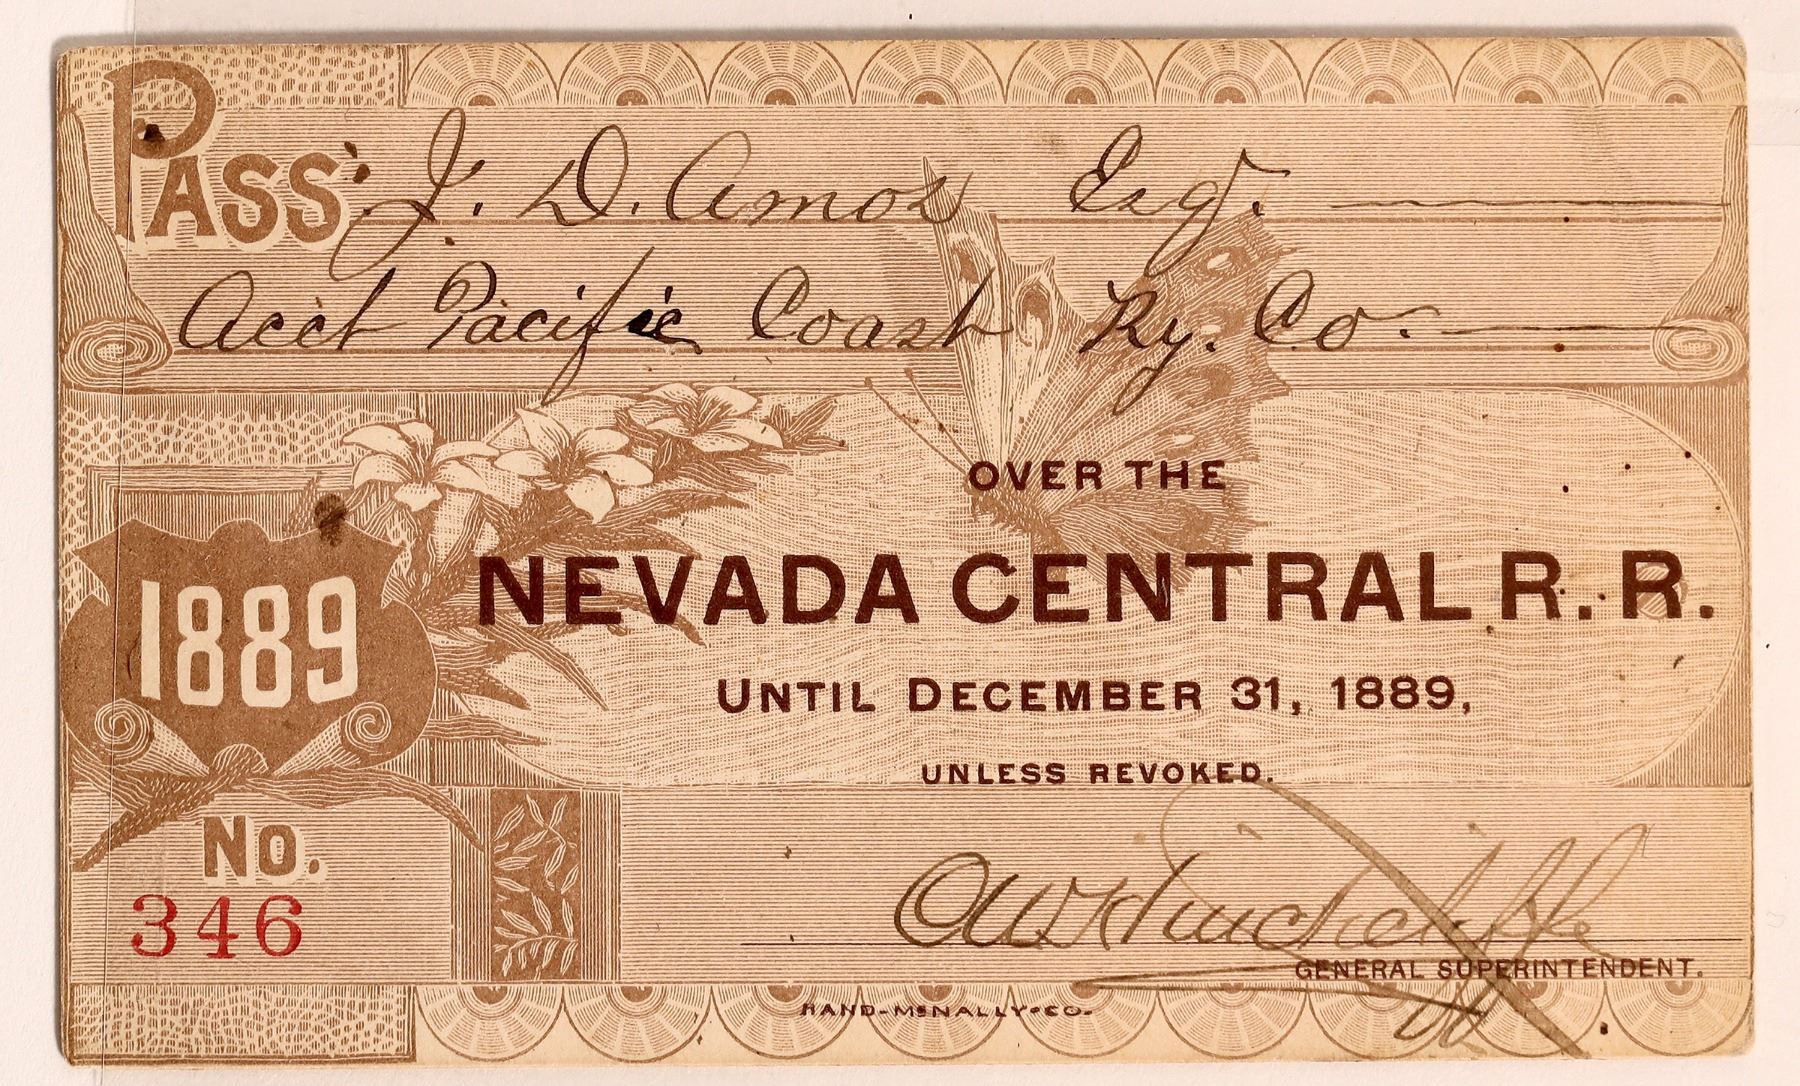 PASS J. D. Amos Esq.
Acct Pacific Coast Ry. Co.
OVER THE
NEVADA CENTRAL R. R.
1889
UNTIL DECEMBER 31, 1889,
UNLESS REVOKED.
No.
346
GENERAL SUPERINTENDENT.
RAND-McNALLY-CO-